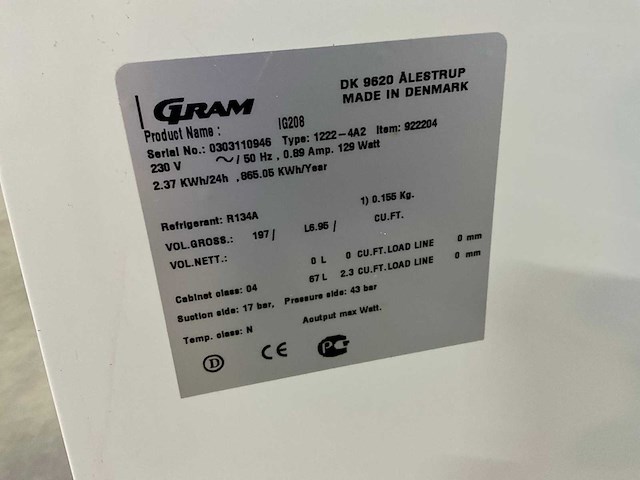 GRAM
DK 9620 ÅLESTRUP
MADE IN DENMARK
Product Name : IG208
Serial No.: 0303110946 Type: 1222-4A2 Item: 922204
230 V ~/ 50 Hz , 0.89 Amp. 129 Watt
2.37 KWh/24h ,865.05 KWh/Year
Refrigerant: R134A 1) 0.155 Kg.
VOL.GROSS.: 197/ L6.95/ CU.FT.
VOL.NETT.: 0 L 0 CU.FT.LOAD LINE 0 mm
67 L 2.3 CU.FT.LOAD LINE 0 mm
Cabinet class: 04
Suction side: 17 bar, Pressure side: 43 bar
Temp. class: N Aoutput max Watt.
D CE PC